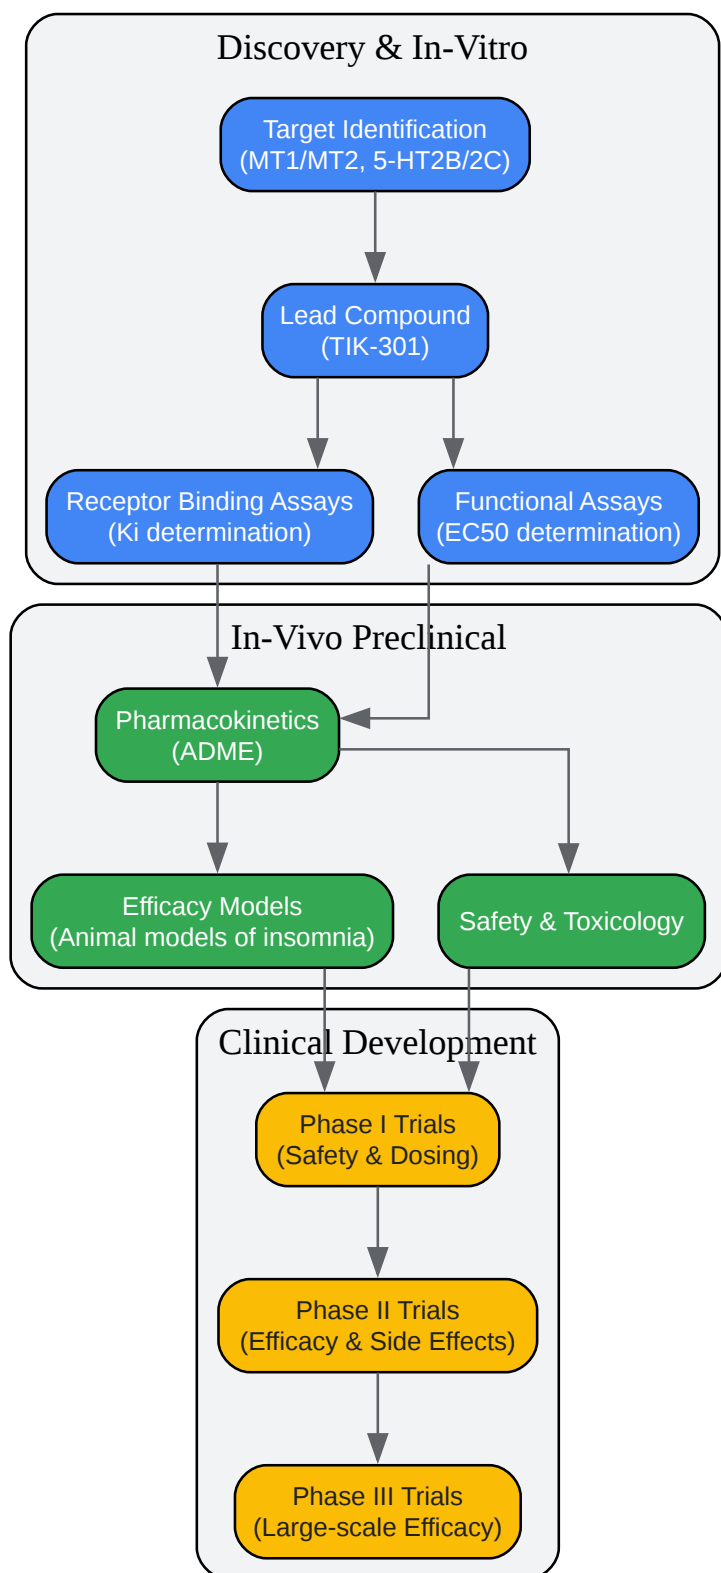 Discovery & In-Vitro
Target Identification
(MT1/MT2, 5-HT2B/2C)
Lead Compound
(TIK-301)
Receptor Binding Assays
(Ki determination)
Functional Assays
(EC50 determination)
In-Vivo Preclinical
Pharmacokinetics
(ADME)
Efficacy Models
(Animal models of insomnia)
Safety & Toxicology
Clinical Development
Phase I Trials
(Safety & Dosing)
Phase II Trials
(Efficacy & Side Effects)
Phase III Trials
(Large-scale Efficacy)